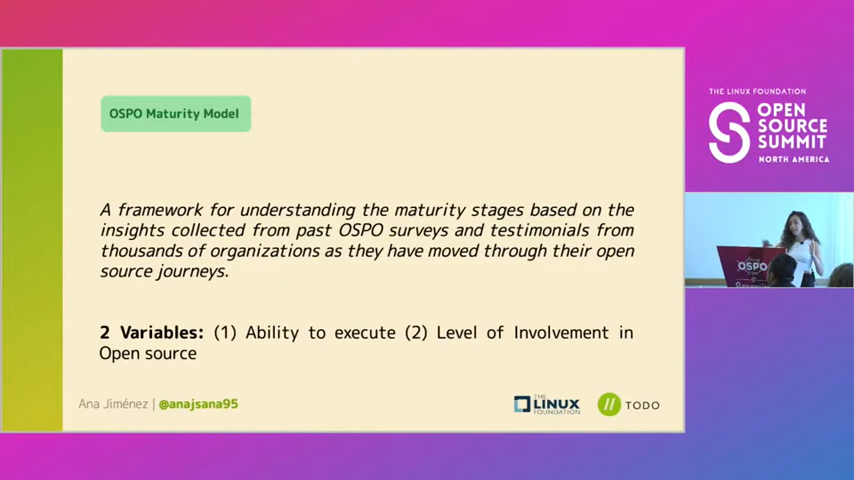 OSPO Maturity Model
A framework for understanding the maturity stages based on the
insights collected from past OSPO surveys and testimonials from
thousands of organizations as they have moved through their open
source journeys.
2 Variables: (1) Ability to execute (2) Level of Involvement in
Open source
Ana Jiménez | @anajsana95
THE
LINUX
FOUNDATION
TODO
THE LINUX FOUNDATION
OPEN
SOURCE
SUMMIT
NORTH AMERICA
OSPO